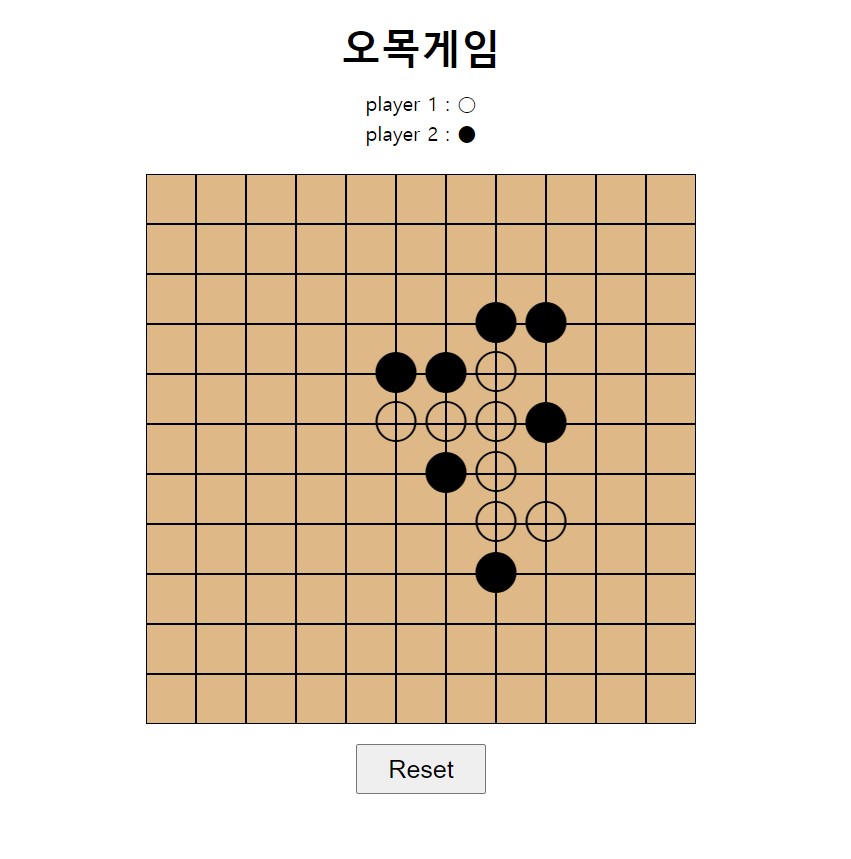 오목게임
player 1 : ○
player 2 : ●
Reset